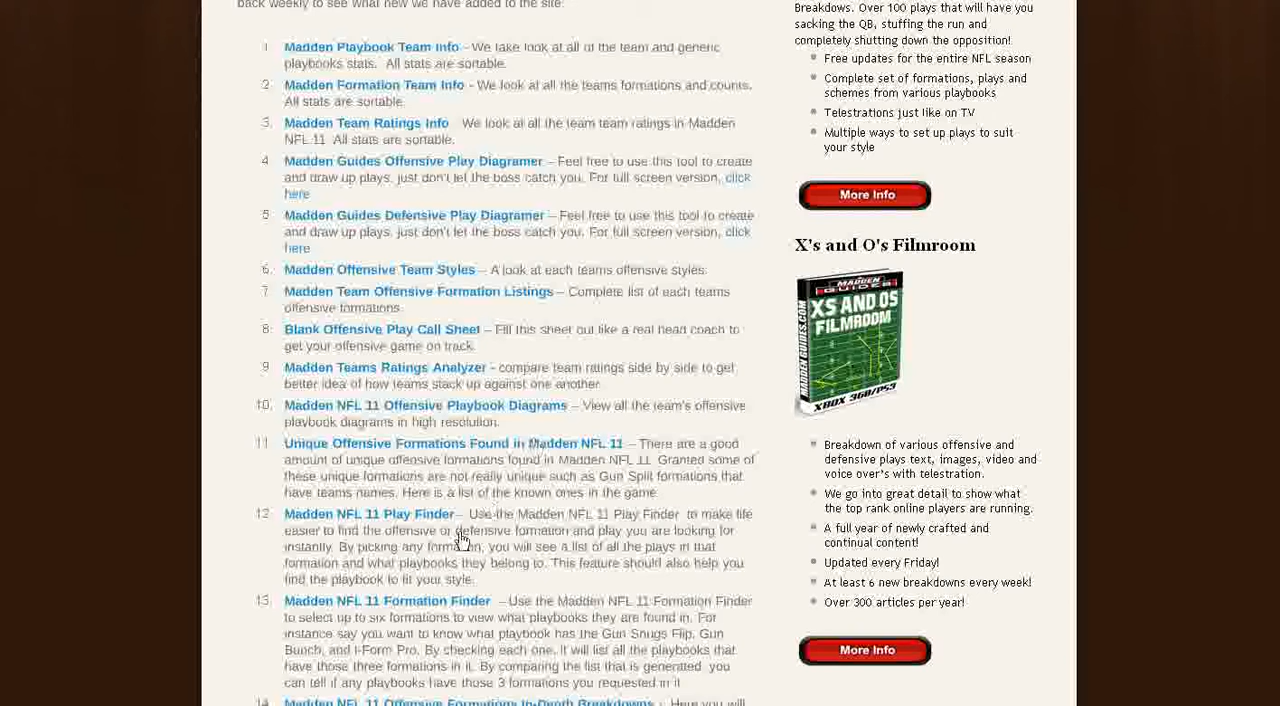 back weekly to see what new we have added to the site:
1. Madden Playbook Team Info - We take look at all of the team and generic
playbooks stats. All stats are sortable.
2. Madden Formation Team Info - We look at all the teams formations and counts.
All stats are sortable.
3. Madden Team Ratings Info We look at all the team team ratings in Madden
NFL 11 All stats are sortable.
4. Madden Guides Offensive Play Diagramer – Feel free to use this tool to create
and draw up plays, just don't let the boss catch you. For full screen version, click
here
5. Madden Guides Defensive Play Diagramer – Feel free to use this tool to create
and draw up plays, just don't let the boss catch you. For full screen version, click
here
6. Madden Offensive Team Styles – A look at each teams offensive styles.
7. Madden Team Offensive Formation Listings – Complete list of each teams
offensive formations.
8. Blank Offensive Play Call Sheet – Fill this sheet out like a real head coach to
get your offensive game on track.
9. Madden Teams Ratings Analyzer - compare team ratings side by side to get
better idea of how teams stack up against one another.
10. Madden NFL 11 Offensive Playbook Diagrams – View all the team's offensive
playbook diagrams in high resolution.
11. Unique Offensive Formations Found in Madden NFL 11 – There are a good
amount of unique offensive formations found in Madden NFL 11. Granted some of
these unique formations are not really unique such as Gun Split formations that
have teams names. Here is a list of the known ones in the game.
12. Madden NFL 11 Play Finder – Use the Madden NFL 11 Play Finder to make life
easier to find the offensive or defensive formation and play you are looking for
instantly. By picking any formation, you will see a list of all the plays in that
formation and what playbooks they belong to. This feature should also help you
find the playbook to fit your style.
13. Madden NFL 11 Formation Finder – Use the Madden NFL 11 Formation Finder
to select up to six formations to view what playbooks they are found in. For
instance say you want to know what playbook has the Gun Snugs Flip, Gun
Bunch, and I-Form Pro. By checking each one, it will list all the playbooks that
have those three formations in it. By comparing the list that is generated you
can tell if any playbooks have those 3 formations you requested in it
14. Madden NFL 11 Offensive Formations In-Depth Breakdowns - Here you will
Breakdowns. Over 100 plays that will have you
sacking the QB, stuffing the run and
completely shutting down the opposition!
Free updates for the entire NFL season
Complete set of formations, plays and
schemes from various playbooks
Telestrations just like on TV
Multiple ways to set up plays to suit
your style
More Info
X's and O's Filmroom
MADDEN GUIDES
XS AND OS
FILMROOM
MADDEN GUIDES.COM
XBOX 360/PS3
Breakdown of various offensive and
defensive plays text, images, video and
voice over's with telestration.
We go into great detail to show what
the top rank online players are running.
A full year of newly crafted and
continual content!
Updated every Friday!
At least 6 new breakdowns every week!
Over 300 articles per year!
More Info